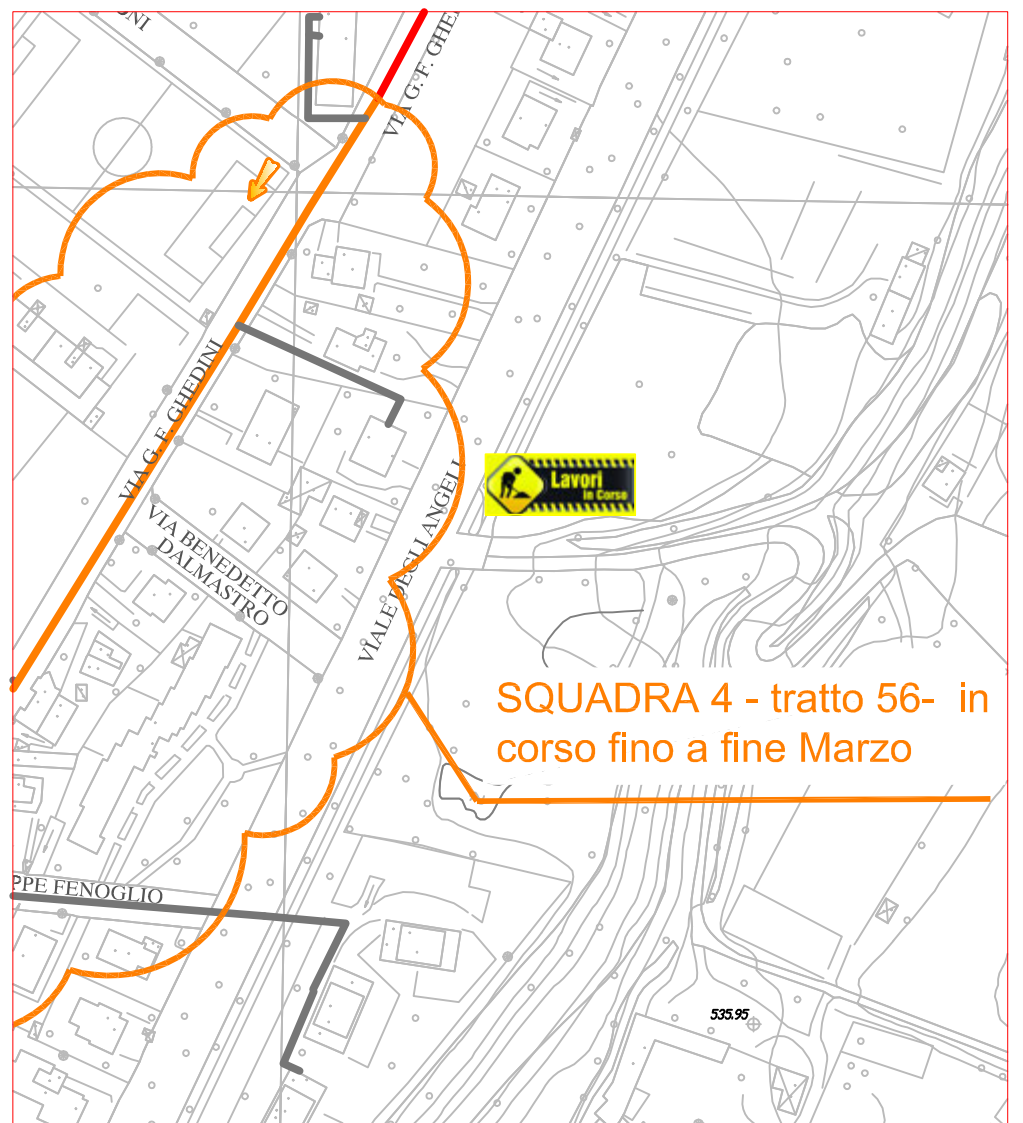 ONI
VIA G. F. GHE
VIA G. F. GHEDINI
VIA BENEDETTO
DALMASTRO
VIALE DEGLI ANGELI
Lavori
in Corso
SQUADRA 4 - tratto 56- in
corso fino a fine Marzo
PPE FENOGLIO
535.95